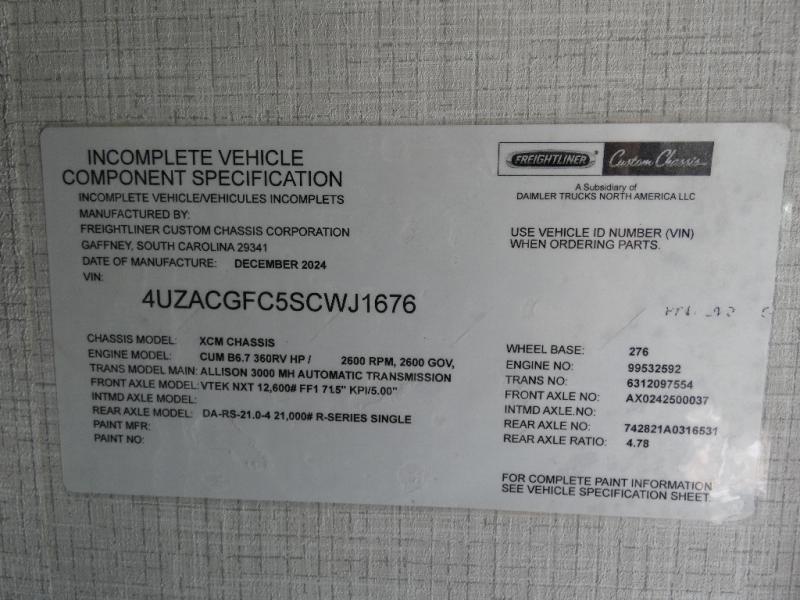 INCOMPLETE VEHICLE
COMPONENT SPECIFICATION
INCOMPLETE VEHICLE/VEHICULES INCOMPLETS
MANUFACTURED BY:
FREIGHTLINER CUSTOM CHASSIS CORPORATION
GAFFNEY, SOUTH CAROLINA 29341
DATE OF MANUFACTURE: DECEMBER 2024
VIN:
4UZACGFC5SCWJ1676
FREIGHTLINER Custom Chassis
A Subsidiary of
DAIMLER TRUCKS NORTH AMERICA LLC
USE VEHICLE ID NUMBER (VIN)
WHEN ORDERING PARTS.
CHASSIS MODEL: XCM CHASSIS
ENGINE MODEL: CUM B6.7 360RV HP / 2600 RPM, 2600 GOV,
TRANS MODEL MAIN: ALLISON 3000 MH AUTOMATIC TRANSMISSION
FRONT AXLE MODEL: VTEK NXT 12,600# FF1 71.5" KPI/5.00"
INTMD AXLE MODEL:
REAR AXLE MODEL: DA-RS-21.0-4 21,000# R-SERIES SINGLE
PAINT MFR:
PAINT NO:
WHEEL BASE: 276
ENGINE NO: 99532592
TRANS NO: 6312097554
FRONT AXLE NO: AX0242500037
INTMD AXLE NO:
REAR AXLE NO: 742821A0316531
REAR AXLE RATIO: 4.78
FOR COMPLETE PAINT INFORMATION
SEE VEHICLE SPECIFICATION SHEET